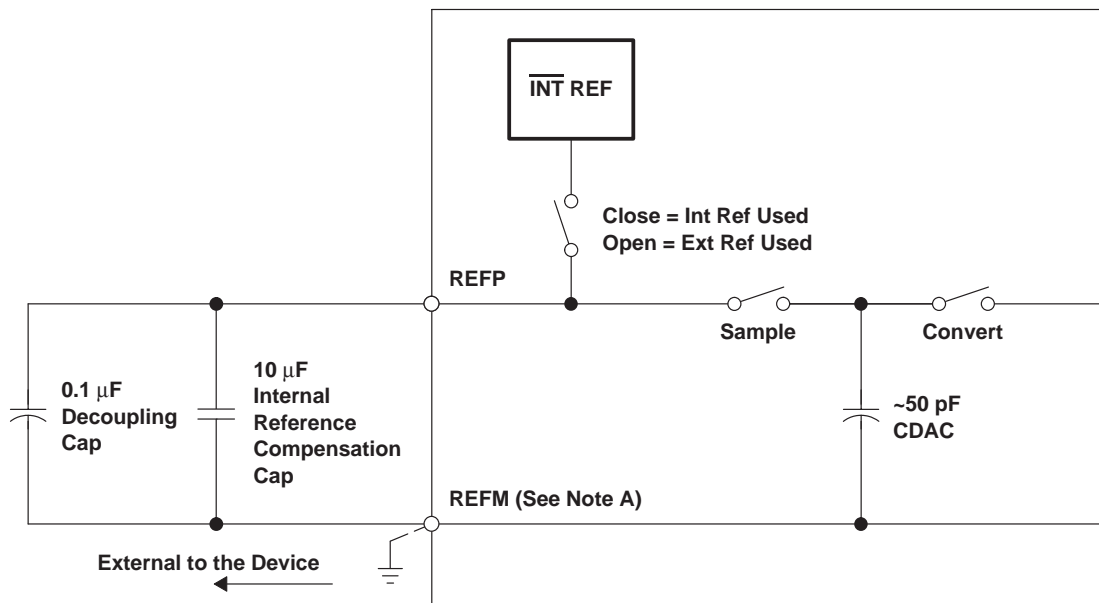 INT REF
Close = Int Ref Used
Open = Ext Ref Used
REFP
Sample
Convert
0.1 μF
Decoupling
Cap
10 μF
Internal
Reference
Compensation
Cap
~50 pF
CDAC
REFM (See Note A)
External to the Device